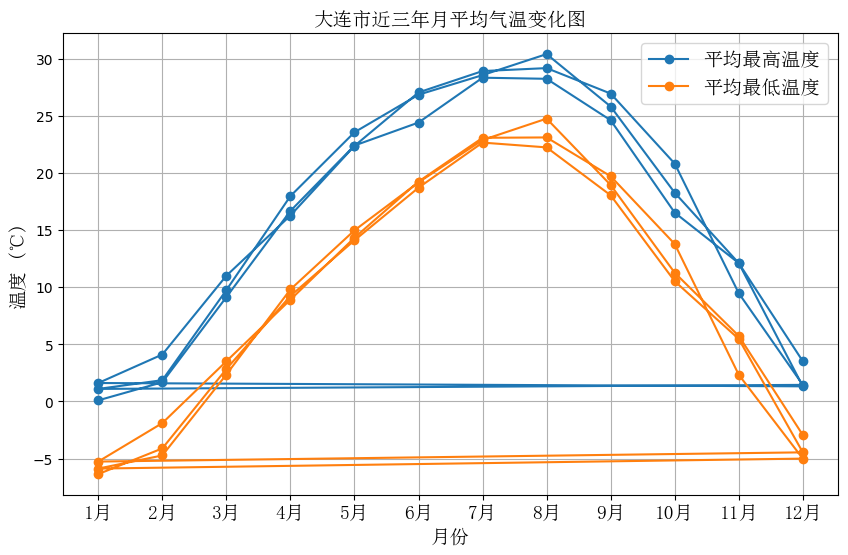 大连市近三年月平均气温变化图
平均最高温度
平均最低温度
30
25
20
15
10
5
0
−5
温度（℃）
1月 2月 3月 4月 5月 6月 7月 8月 9月 10月 11月 12月
月份